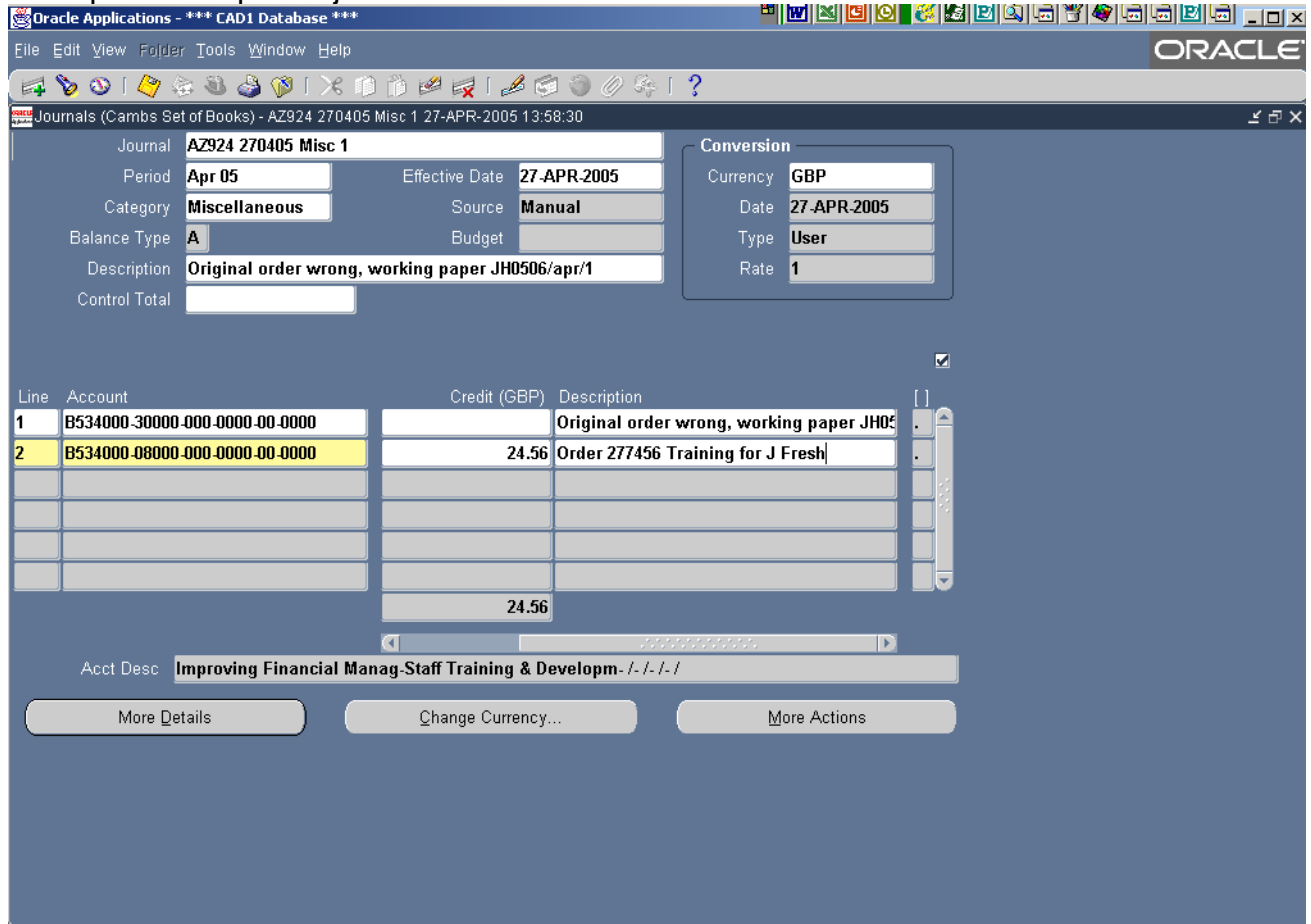 Oracle Applications - *** CAD1 Database ***
File Edit View Folder Tools Window Help
ORACLE
Journals (Cambs Set of Books) - AZ924 270405 Misc 1 27-APR-2005 13:58:30
Journal AZ924 270405 Misc 1 Conversion
Period Apr 05 Effective Date 27-APR-2005 Currency GBP
Category Miscellaneous Source Manual Date 27-APR-2005
Balance Type A Budget Type User
Description Original order wrong, working paper JH0506/apr/1 Rate 1
Control Total
Line Account Credit (GBP) Description [ ]
1 B534000-30000-000-0000-00-0000 Original order wrong, working paper JH05 .
2 B534000-08000-000-0000-00-0000 24.56 Order 277456 Training for J Fresh .
24.56
Acct Desc Improving Financial Manag-Staff Training & Developm- /- /- /- /
More Details Change Currency... More Actions